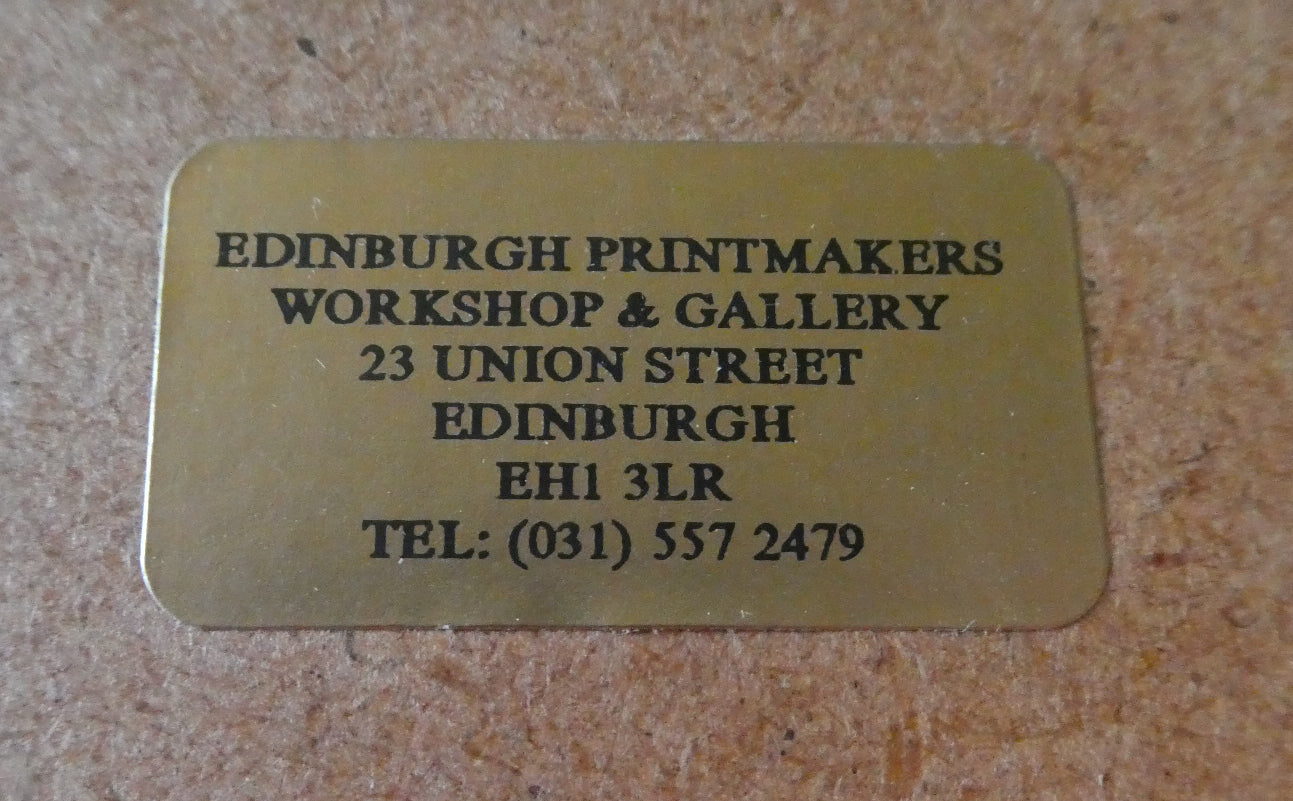 EDINBURGH PRINTMAKERS
WORKSHOP & GALLERY
23 UNION STREET
EDINBURGH
EH1 3LR
TEL: (031) 557 2479